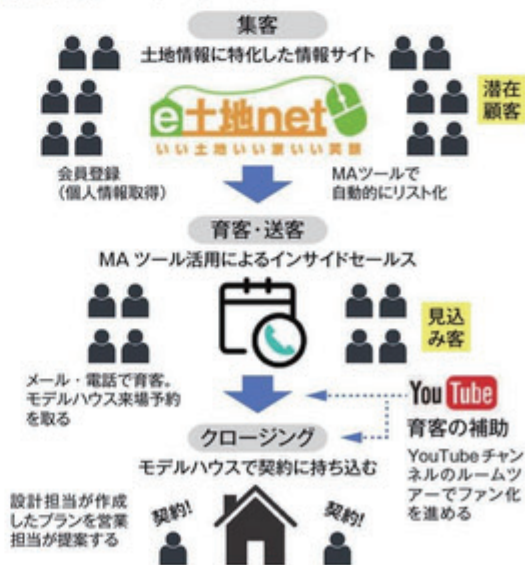 集客
土地情報に特化した情報サイト
e土地net
いい土地いい家いい笑顔
潜在
顧客
会員登録
（個人情報取得）
MAツールで
自動的にリスト化
育客・送客
MA ツール活用によるインサイドセールス
見込
み客
メール・電話で育客。
モデルハウス来場予約
を取る
YouTube
育客の補助
YouTubeチャン
ネルのルームツ
アーでファン化
を進める
クロージング
モデルハウスで契約に持ち込む
設計担当が作成
したプランを営業
担当が提案する
契約!
契約!